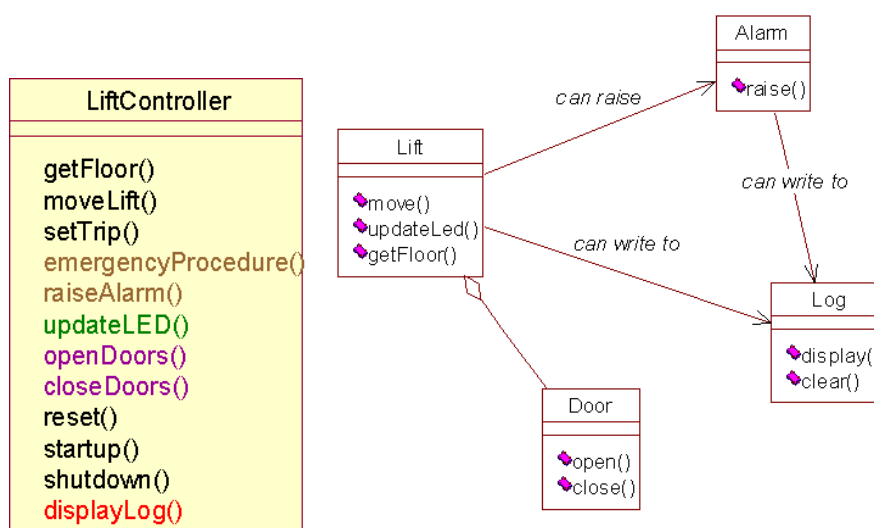 LiftController
getFloor()
moveLift()
setTrip()
emergencyProcedure()
raiseAlarm()
updateLED()
openDoors()
closeDoors()
reset()
startup()
shutdown()
displayLog()
Lift
move()
updateLed()
getFloor()
can raise
Alarm
raise()
can write to
can write to
Log
display(
clear()
Door
open()
close()